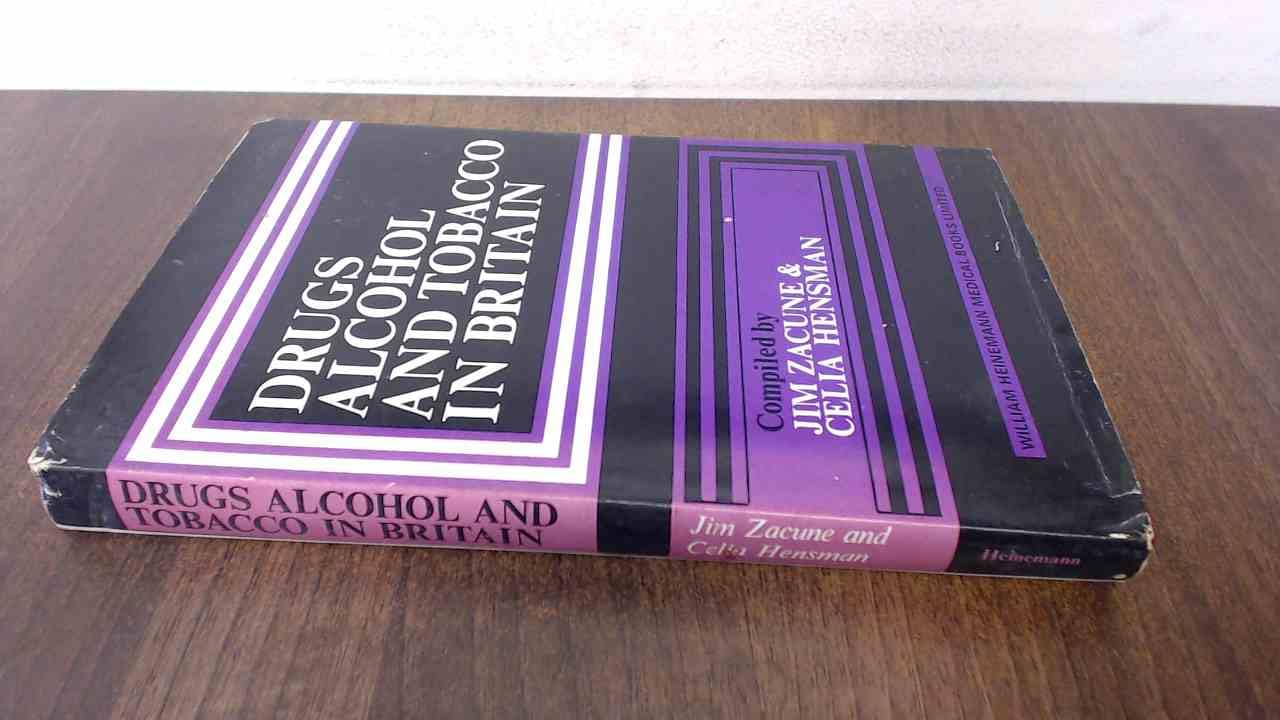 DRUGS
ALCOHOL
AND TOBACCO
IN BRITAIN
Compiled by
JIM ZACUNE &
CELIA HENSMAN
WILLIAM HEINEMANN MEDICAL BOOKS LIMITED
DRUGS ALCOHOL AND
TOBACCO IN BRITAIN
Jim Zacune and
Celia Hensman
Heinemann